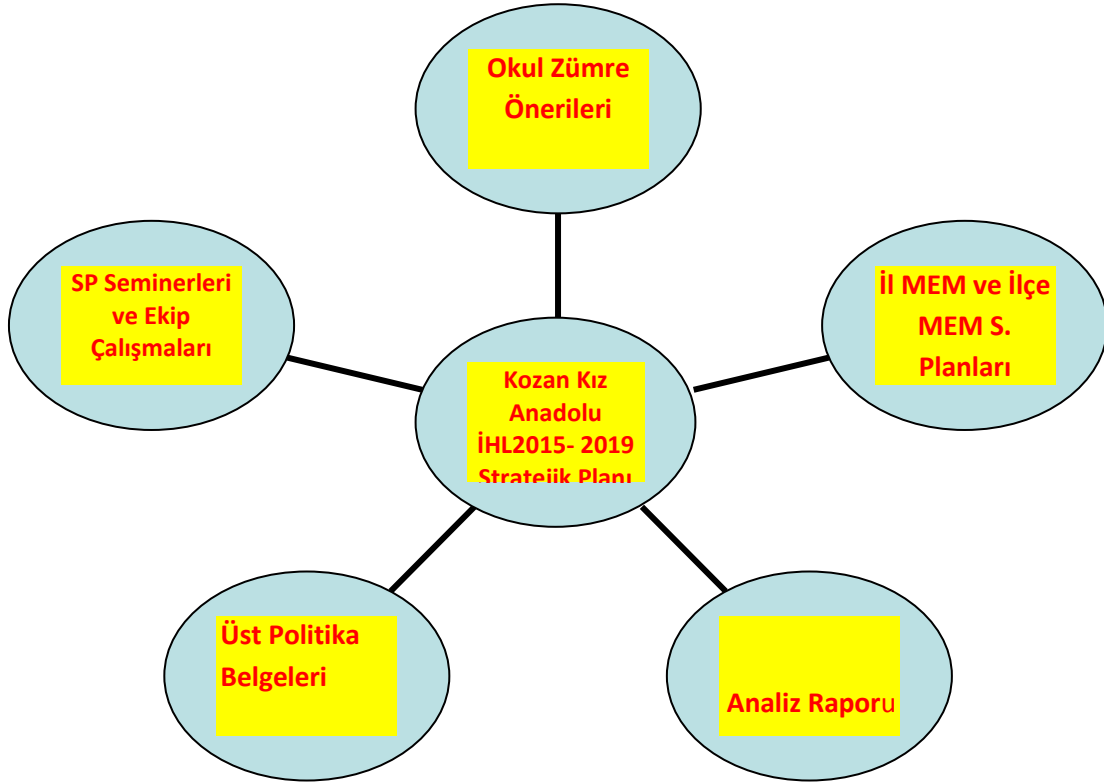 Okul Zümre
Önerileri
SP Seminerleri
ve Ekip
Çalışmaları
İl MEM ve İlçe
MEM S.
Planları
Kozan Kız
Anadolu
İHL2015- 2019
Stratejik Planı
Üst Politika
Belgeleri
Analiz Raporu